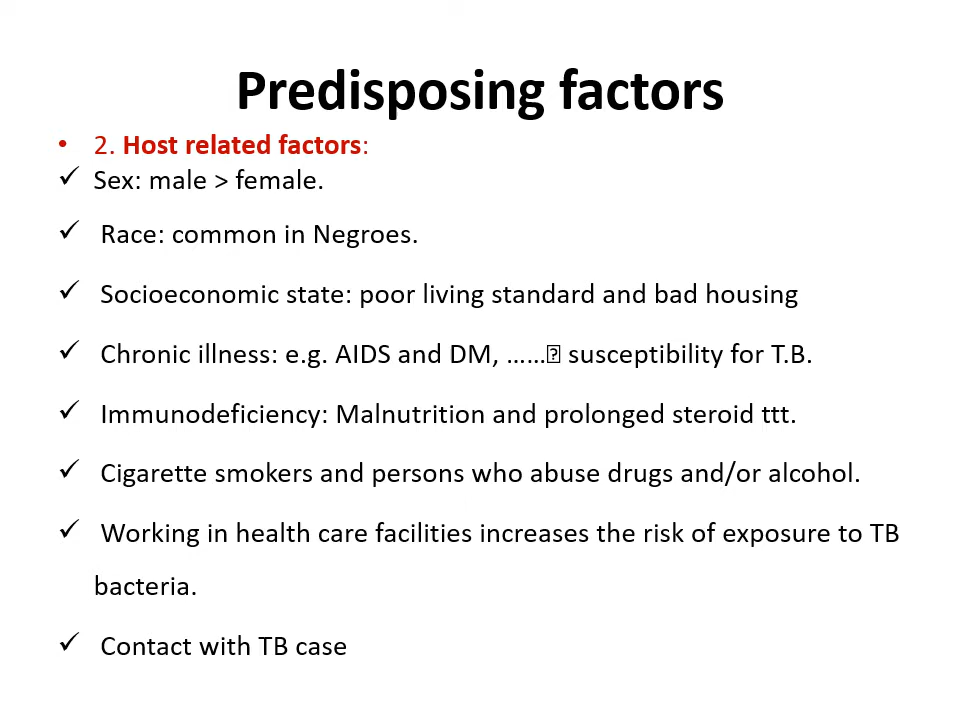 Predisposing factors
• 2. Host related factors:
✓ Sex: male > female.
✓ Race: common in Negroes.
✓ Socioeconomic state: poor living standard and bad housing
✓ Chronic illness: e.g. AIDS and DM, ……⍰ susceptibility for T.B.
✓ Immunodeficiency: Malnutrition and prolonged steroid ttt.
✓ Cigarette smokers and persons who abuse drugs and/or alcohol.
✓ Working in health care facilities increases the risk of exposure to TB
bacteria.
✓ Contact with TB case